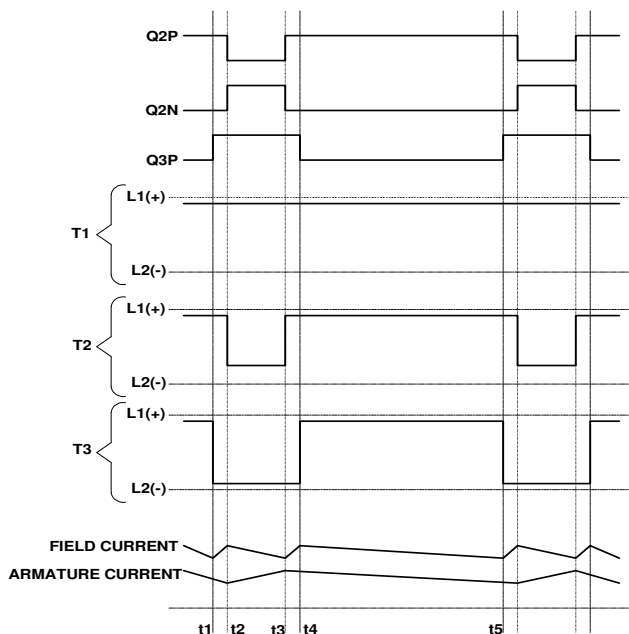 Q2P
Q2N
Q3P
L1(+)
T1
L2(-)
L1(+)
T2
L2(-)
L1(+)
T3
L2(-)
FIELD CURRENT
ARMATURE CURRENT
t1 t2 t3 t4 t5